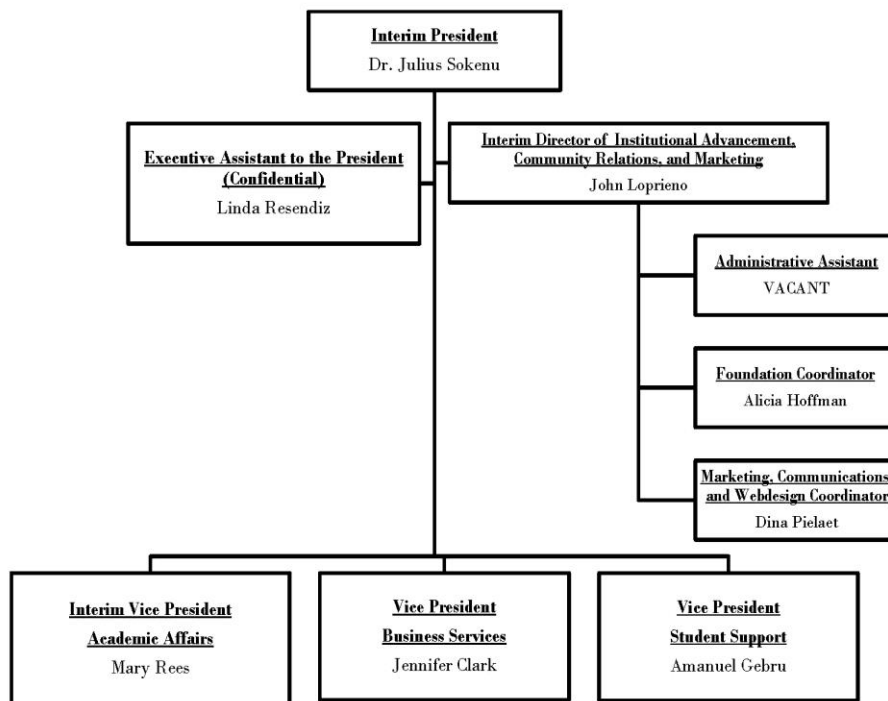 Interim President
Dr. Julius Sokenu
Executive Assistant to the President
(Confidential)
Linda Resendiz
Interim Director of Institutional Advancement,
Community Relations, and Marketing
John Loprieno
Administrative Assistant
VACANT
Foundation Coordinator
Alicia Hoffman
Marketing, Communications
and Webdesign Coordinator
Dina Pielaet
Interim Vice President
Academic Affairs
Mary Rees
Vice President
Business Services
Jennifer Clark
Vice President
Student Support
Amanuel Gebru